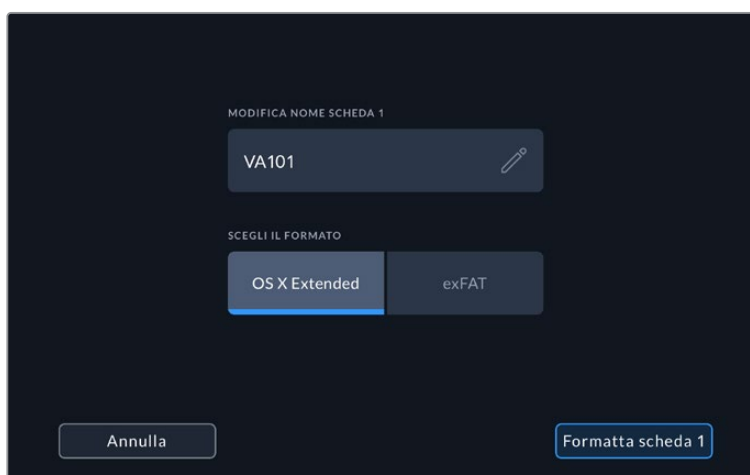 MODIFICA NOME SCHEDA 1
VA101
SCEGLI IL FORMATO
OS X Extended exFAT
Annulla Formatta scheda 1